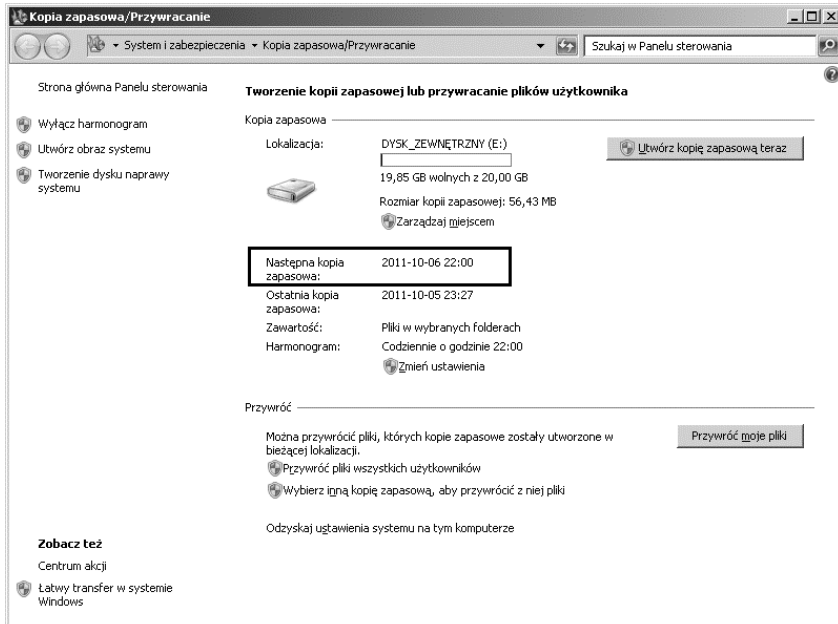 Kopia zapasowa/Przywracanie
System i zabezpieczenia
Kopia zapasowa/Przywracanie
Szukaj w Panelu sterowania
Strona główna Panelu sterowania
Wyłącz harmonogram
Utwórz obraz systemu
Tworzenie dysku naprawy
systemu
Tworzenie kopii zapasowej lub przywracanie plików użytkownika
Kopia zapasowa
Lokalizacja: DYSK_ZEWNĘTRZNY (E:)
Utwórz kopię zapasową teraz
19,85 GB wolnych z 20,00 GB
Rozmiar kopii zapasowej: 56,43 MB
Zarządzaj miejscem
Następna kopia 2011-10-06 22:00
zapasowa:
Ostatnia kopia 2011-10-05 23:27
zapasowa:
Zawartość: Pliki w wybranych folderach
Harmonogram: Codziennie o godzinie 22:00
Zmień ustawienia
Przywróć
Można przywrócić pliki, których kopie zapasowe zostały utworzone w
bieżącej lokalizacji.
Przywróć moje pliki
Przywróć pliki wszystkich użytkowników
Wybierz inną kopię zapasową, aby przywrócić z niej pliki
Odzyskaj ustawienia systemu na tym komputerze
Zobacz też
Centrum akcji
Łatwy transfer w systemie
Windows